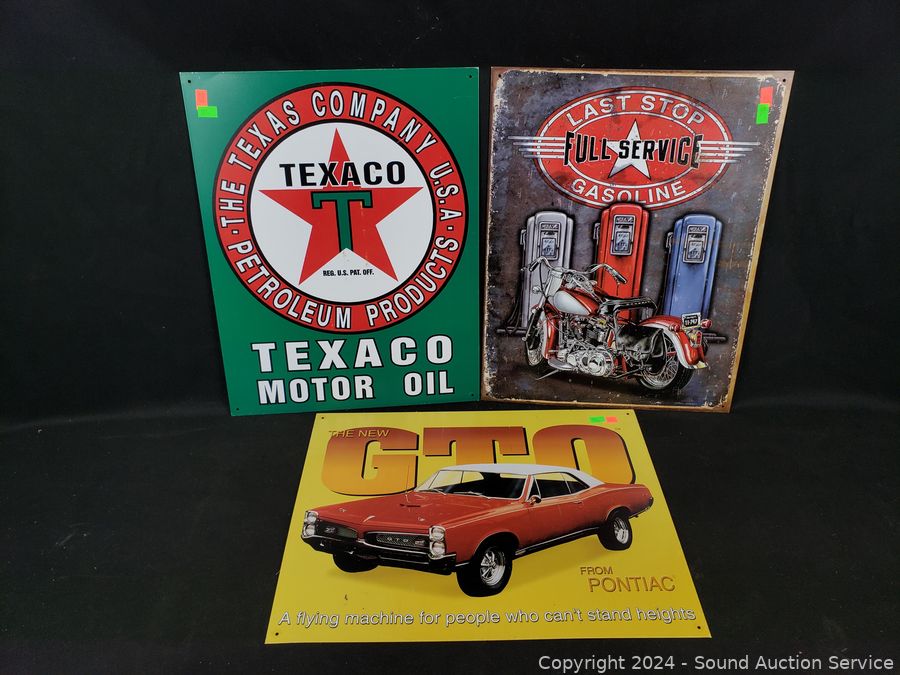 THE TEXAS COMPANY U.S.A.
PETROLEUM PRODUCTS
TEXACO
T
REG. U.S. PAT. OFF.
TEXACO
MOTOR OIL
LAST STOP
FULL SERVICE
GASOLINE
THE NEW
GTO
GTO
FROM
PONTIAC
A flying machine for people who can't stand heights
Copyright 2024 - Sound Auction Service